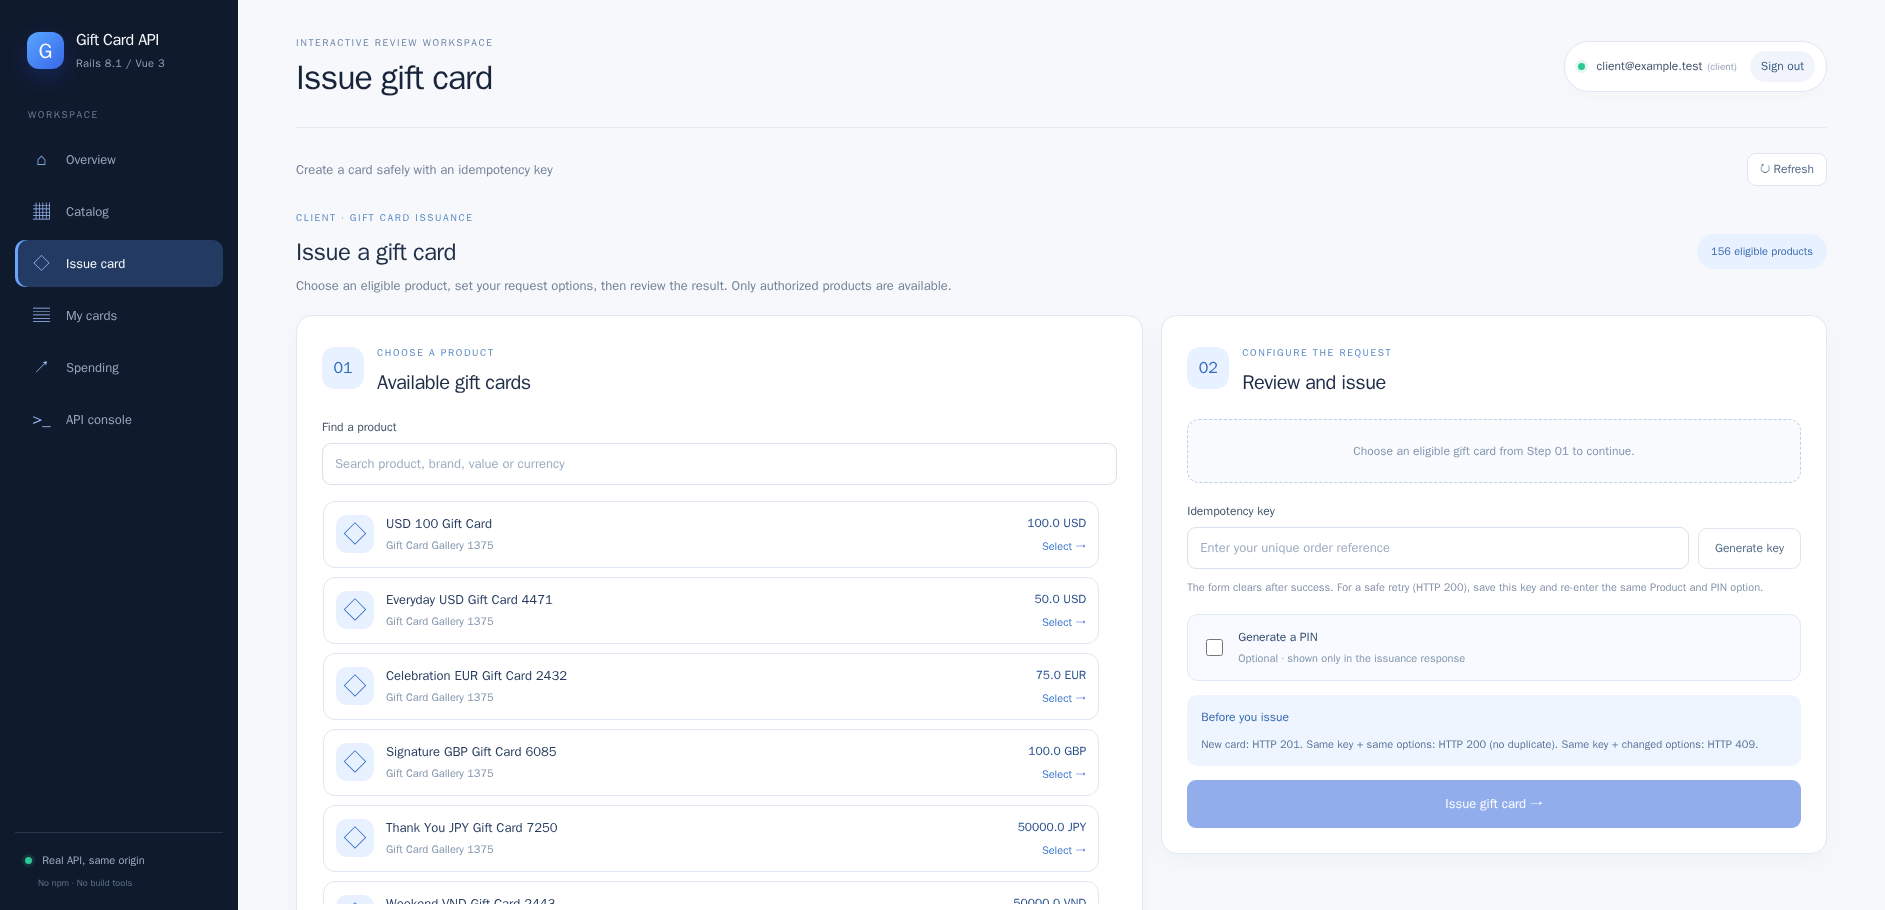 G
Gift Card API
Rails 8.1 / Vue 3
WORKSPACE
Overview
Catalog
Issue card
My cards
Spending
>_ API console
Real API, same origin
No npm · No build tools
INTERACTIVE REVIEW WORKSPACE
Issue gift card
client@example.test (client) Sign out
Create a card safely with an idempotency key
Refresh
CLIENT · GIFT CARD ISSUANCE
Issue a gift card
156 eligible products
Choose an eligible product, set your request options, then review the result. Only authorized products are available.
01
CHOOSE A PRODUCT
Available gift cards
Find a product
Search product, brand, value or currency
USD 100 Gift Card 100.0 USD
Gift Card Gallery 1375 Select →
Everyday USD Gift Card 4471 50.0 USD
Gift Card Gallery 1375 Select →
Celebration EUR Gift Card 2432 75.0 EUR
Gift Card Gallery 1375 Select →
Signature GBP Gift Card 6085 100.0 GBP
Gift Card Gallery 1375 Select →
Thank You JPY Gift Card 7250 50000.0 JPY
Gift Card Gallery 1375 Select →
Weekend VND Gift Card 2443 50000.0 VND
02
CONFIGURE THE REQUEST
Review and issue
Choose an eligible gift card from Step 01 to continue.
Idempotency key
Enter your unique order reference
Generate key
The form clears after success. For a safe retry (HTTP 200), save this key and re-enter the same Product and PIN option.
Generate a PIN
Optional · shown only in the issuance response
Before you issue
New card: HTTP 201. Same key + same options: HTTP 200 (no duplicate). Same key + changed options: HTTP 409.
Issue gift card →